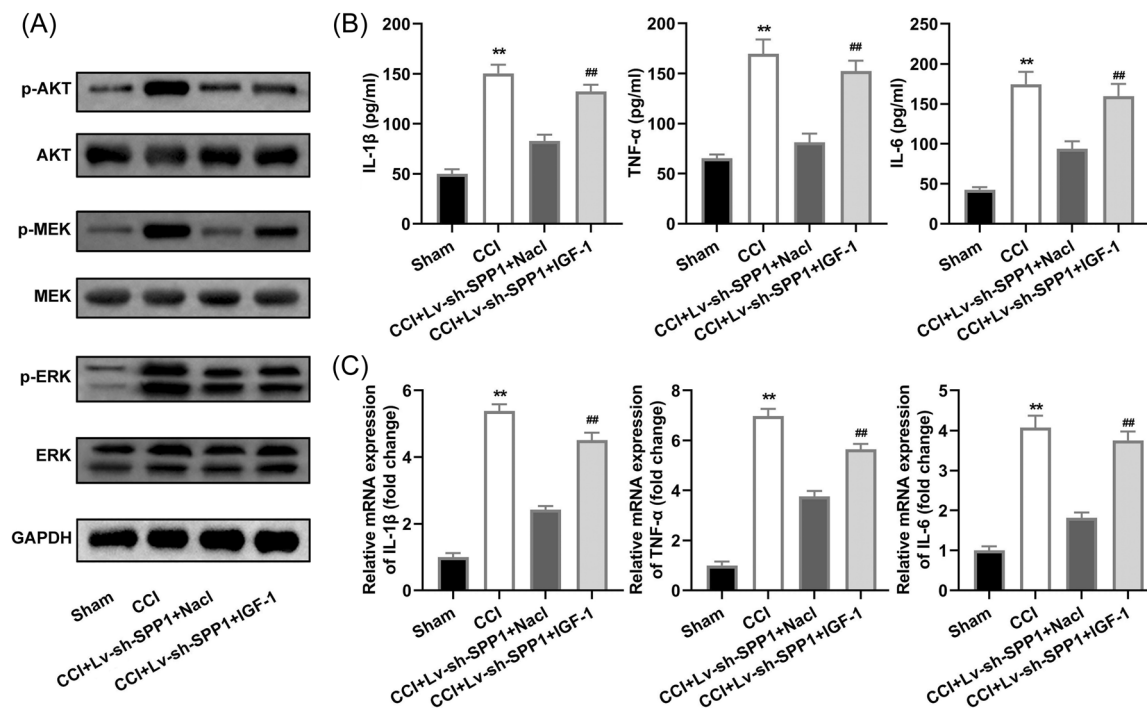 (A)
p-AKT
AKT
p-MEK
MEK
p-ERK
ERK
GAPDH
Sham
CCI
CCI+Lv-sh-SPP1+Nacl
CCI+Lv-sh-SPP1+IGF-1
(B)
IL-1β (pg/ml)
200
150
100
50
0
**
##
Sham
CCI
CCI+Lv-sh-SPP1+Nacl
CCI+Lv-sh-SPP1+IGF-1
TNF-α (pg/ml)
200
150
100
50
0
**
##
Sham
CCI
CCI+Lv-sh-SPP1+Nacl
CCI+Lv-sh-SPP1+IGF-1
IL-6 (pg/ml)
250
200
150
100
50
0
**
##
Sham
CCI
CCI+Lv-sh-SPP1+Nacl
CCI+Lv-sh-SPP1+IGF-1
(C)
Relative mRNA expression
of IL-1β (fold change)
6
4
2
0
**
##
Sham
CCI
CCI+Lv-sh-SPP1+Nacl
CCI+Lv-sh-SPP1+IGF-1
Relative mRNA expression
of TNF-α (fold change)
8
6
4
2
0
**
##
Sham
CCI
CCI+Lv-sh-SPP1+Nacl
CCI+Lv-sh-SPP1+IGF-1
Relative mRNA expression
of IL-6 (fold change)
5
4
3
2
1
0
**
##
Sham
CCI
CCI+Lv-sh-SPP1+Nacl
CCI+Lv-sh-SPP1+IGF-1